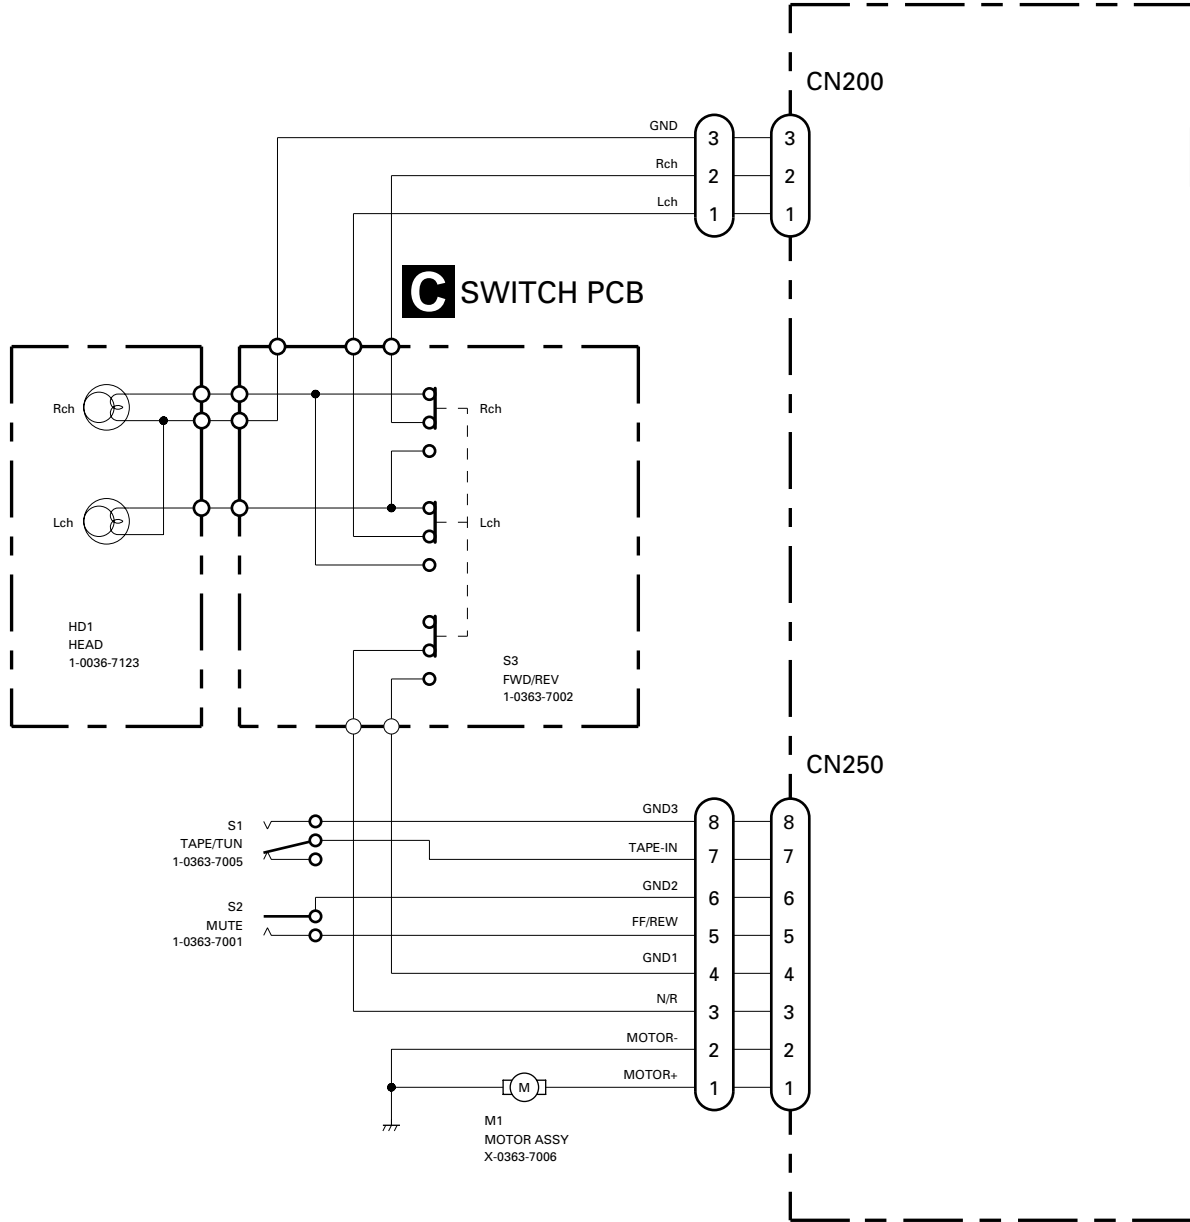 CN200
GND
3 3
Rch
2 2
Lch
1 1
C SWITCH PCB
Rch
Rch
Lch
Lch
HD1
HEAD
1-0036-7123
S3
FWD/REV
1-0363-7002
CN250
GND3
8 8
S1
TAPE/TUN
1-0363-7005
TAPE-IN
7 7
GND2
6 6
S2
MUTE
1-0363-7001
FF/REW
5 5
GND1
4 4
N/R
3 3
MOTOR-
2 2
MOTOR+
M
1 1
M1
MOTOR ASSY
X-0363-7006